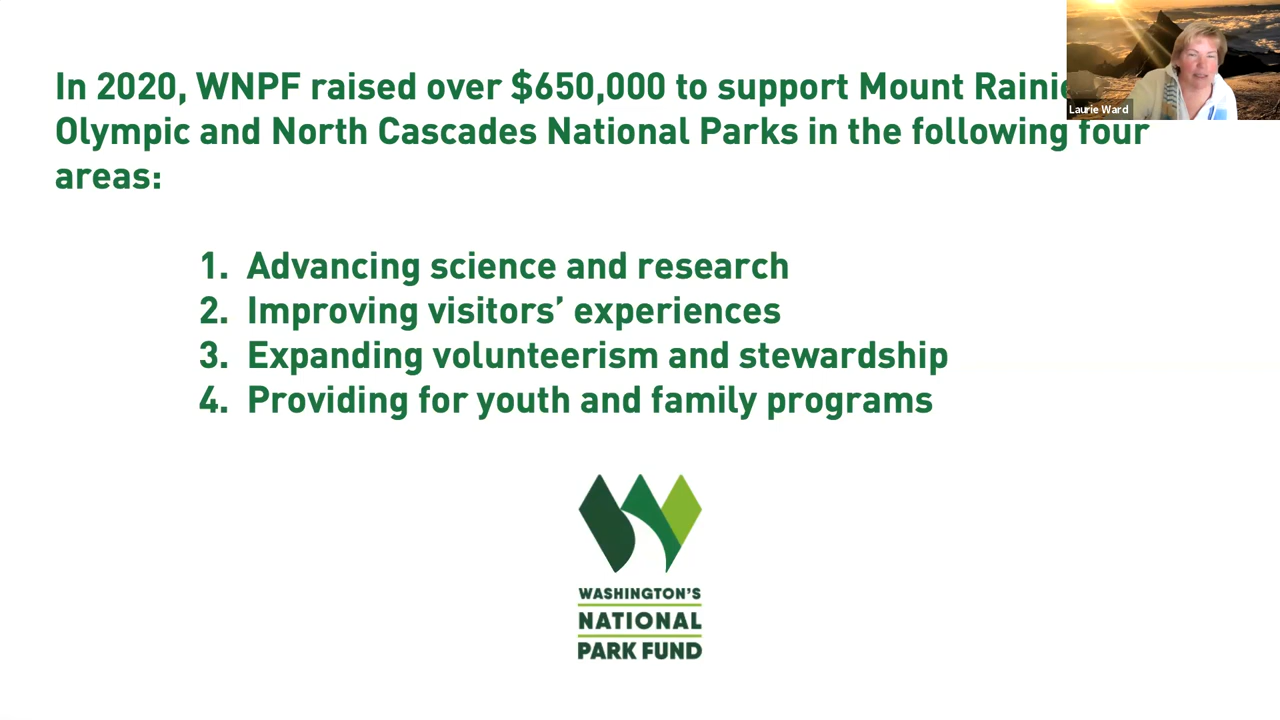 In 2020, WNPF raised over $650,000 to support Mount
Olympic and North Cascades National Parks in the following four
areas:
1. Advancing science and research
2. Improving visitors’ experiences
3. Expanding volunteerism and stewardship
4. Providing for youth and family programs
Laurie Ward
WASHINGTON'S
NATIONAL
PARK FUND